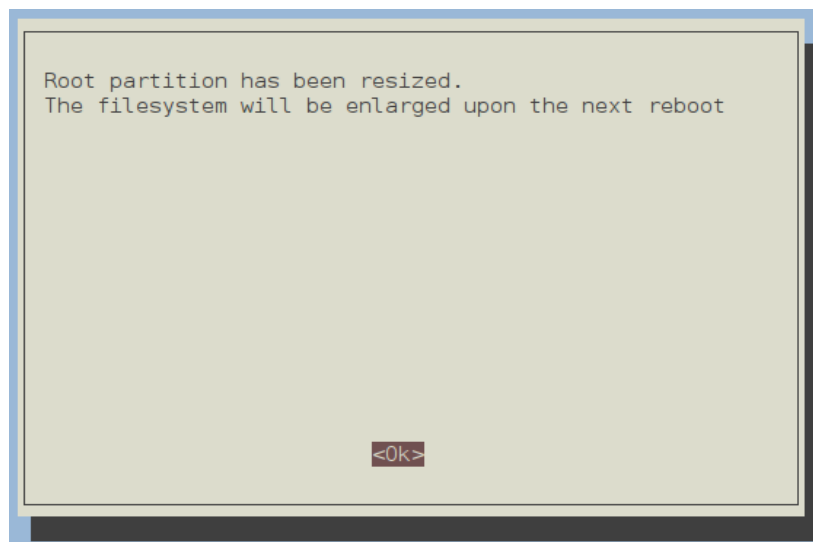 Root partition has been resized.
The filesystem will be enlarged upon the next reboot
<Ok>